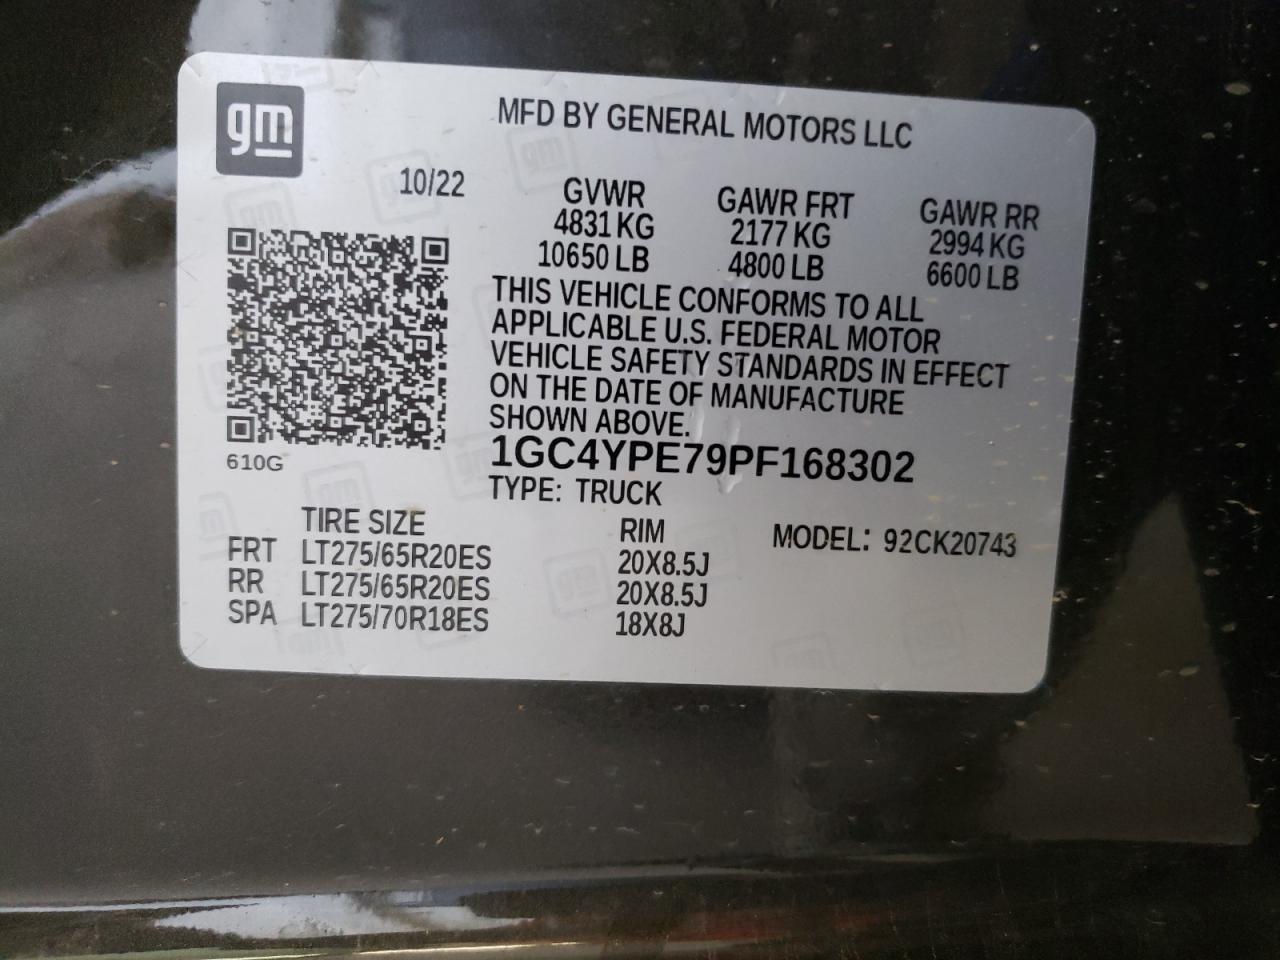 gm
MFD BY GENERAL MOTORS LLC
10/22
GVWR GAWR FRT GAWR RR
4831 KG 2177 KG 2994 KG
10650 LB 4800 LB 6600 LB
THIS VEHICLE CONFORMS TO ALL
APPLICABLE U.S. FEDERAL MOTOR
VEHICLE SAFETY STANDARDS IN EFFECT
ON THE DATE OF MANUFACTURE
SHOWN ABOVE.
610G
1GC4YPE79PF168302
TYPE: TRUCK
TIRE SIZE RIM MODEL: 92CK20743
FRT LT275/65R20ES 20X8.5J
RR LT275/65R20ES 20X8.5J
SPA LT275/70R18ES 18X8J